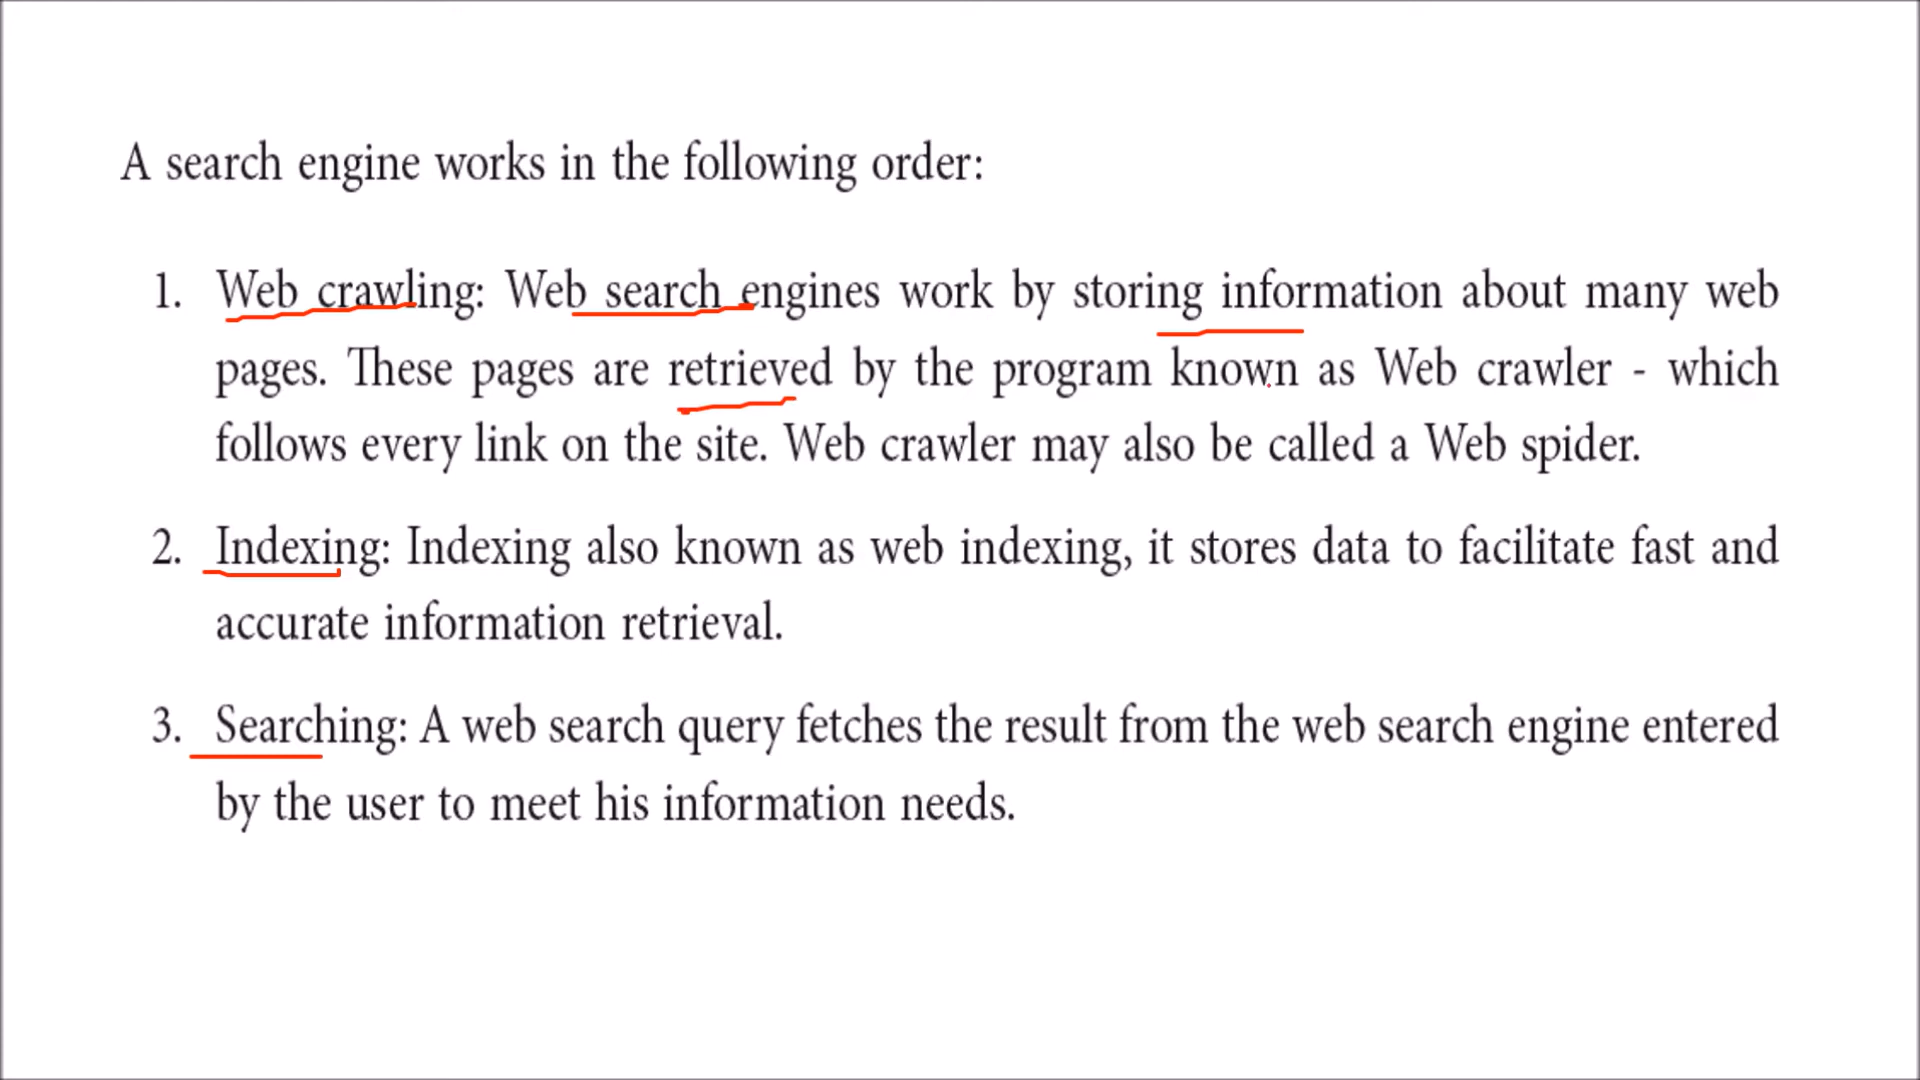 A search engine works in the following order:
1. Web crawling: Web search engines work by storing information about many web
pages. These pages are retrieved by the program known as Web crawler - which
follows every link on the site. Web crawler may also be called a Web spider.
2. Indexing: Indexing also known as web indexing, it stores data to facilitate fast and
accurate information retrieval.
3. Searching: A web search query fetches the result from the web search engine entered
by the user to meet his information needs.